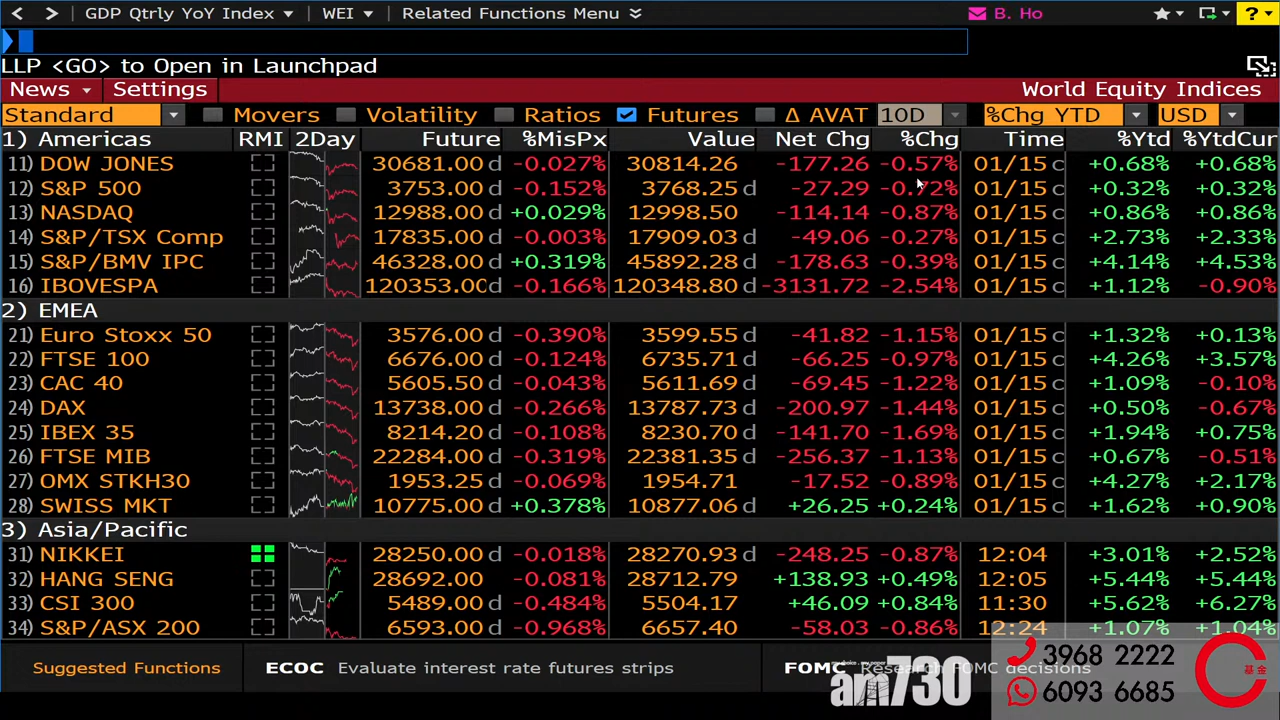 GDP Qtrly YoY Index WEI Related Functions Menu B. Ho ?
LLP <GO> to Open in Launchpad
News Settings World Equity Indices
Standard Movers Volatility Ratios Futures Δ AVAT 10D %Chg YTD USD
1) Americas RMI 2Day Future %MisPx Value Net Chg %Chg Time %Ytd %YtdCur
11) DOW JONES 30681.00 d -0.027% 30814.26 -177.26 -0.57% 01/15 c +0.68% +0.68%
12) S&P 500 3753.00 d -0.152% 3768.25 d -27.29 -0.72% 01/15 c +0.32% +0.32%
13) NASDAQ 12988.00 d +0.029% 12998.50 -114.14 -0.87% 01/15 c +0.86% +0.86%
14) S&P/TSX Comp 17835.00 d -0.003% 17909.03 -49.06 -0.27% 01/15 c +2.73% +2.33%
15) S&P/BMV IPC 46328.00 d +0.319% 45892.28 d -178.63 -0.39% 01/15 c +4.14% +4.53%
16) IBOVESPA 120353.00 d -0.166% 120348.80 d -3131.72 -2.54% 01/15 c +1.12% -0.90%
2) EMEA
21) Euro Stoxx 50 3576.00 d -0.390% 3599.55 d -41.82 -1.15% 01/15 c +1.32% +0.13%
22) FTSE 100 6676.00 d -0.124% 6735.71 d -66.25 -0.97% 01/15 c +4.26% +3.57%
23) CAC 40 5605.50 d -0.043% 5611.69 d -69.45 -1.22% 01/15 c +1.09% -0.10%
24) DAX 13738.00 d -0.266% 13787.73 d -200.97 -1.44% 01/15 c +0.50% -0.67%
25) IBEX 35 8214.20 d -0.108% 8230.70 d -141.70 -1.69% 01/15 c +1.94% +0.75%
26) FTSE MIB 22284.00 d -0.319% 22381.35 d -256.37 -1.13% 01/15 c +0.67% -0.51%
27) OMX STKH30 1953.25 d -0.069% 1954.71 -17.52 -0.89% 01/15 c +4.27% +2.17%
28) SWISS MKT 10775.00 d +0.378% 10877.06 d +26.25 +0.24% 01/15 c +1.62% +0.90%
3) Asia/Pacific
31) NIKKEI 28250.00 d -0.018% 28270.93 d -248.25 -0.87% 12:04 +3.01% +2.52%
32) HANG SENG 28692.00 -0.081% 28712.79 +138.93 +0.49% 12:05 +5.44% +5.44%
33) CSI 300 5489.00 d -0.484% 5504.17 +46.09 +0.84% 11:30 +5.62% +6.27%
34) S&P/ASX 200 6593.00 d -0.968% 6657.40 -58.03 -0.86% 12:24 +1.07% +1.04%
Suggested Functions ECOC Evaluate interest rate futures strips FOMC Research FOMC decisions
am730
3968 2222
6093 6685
基金